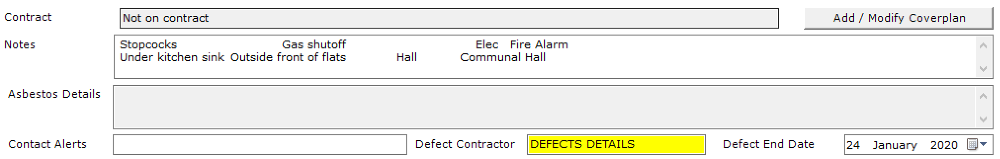 Contract Not on contract Add / Modify Coverplan
Notes Stopcocks Gas shutoff Elec Fire Alarm
Under kitchen sink Outside front of flats Hall Communal Hall
Asbestos Details
Contact Alerts Defect Contractor DEFECTS DETAILS Defect End Date 24 January 2020